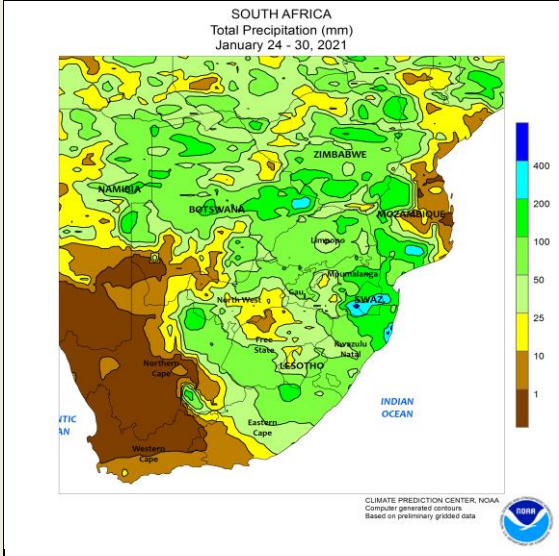 SOUTH AFRICA
Total Precipitation (mm)
January 24 - 30, 2021
ZIMBABWE
NAMIBIA
BOTSWANA
MOZAMBIQUE
Limpopo
Mpumalanga
Gau
North West
SWAZ
Free
State
Kwazulu
Natal
LESOTHO
Northern
Cape
Eastern
Cape
Western
Cape
NTIC
AN
INDIAN
OCEAN
400
200
100
50
25
10
1
CLIMATE PREDICTION CENTER, NOAA
Computer generated contours
Based on preliminary gridded data
NOAA